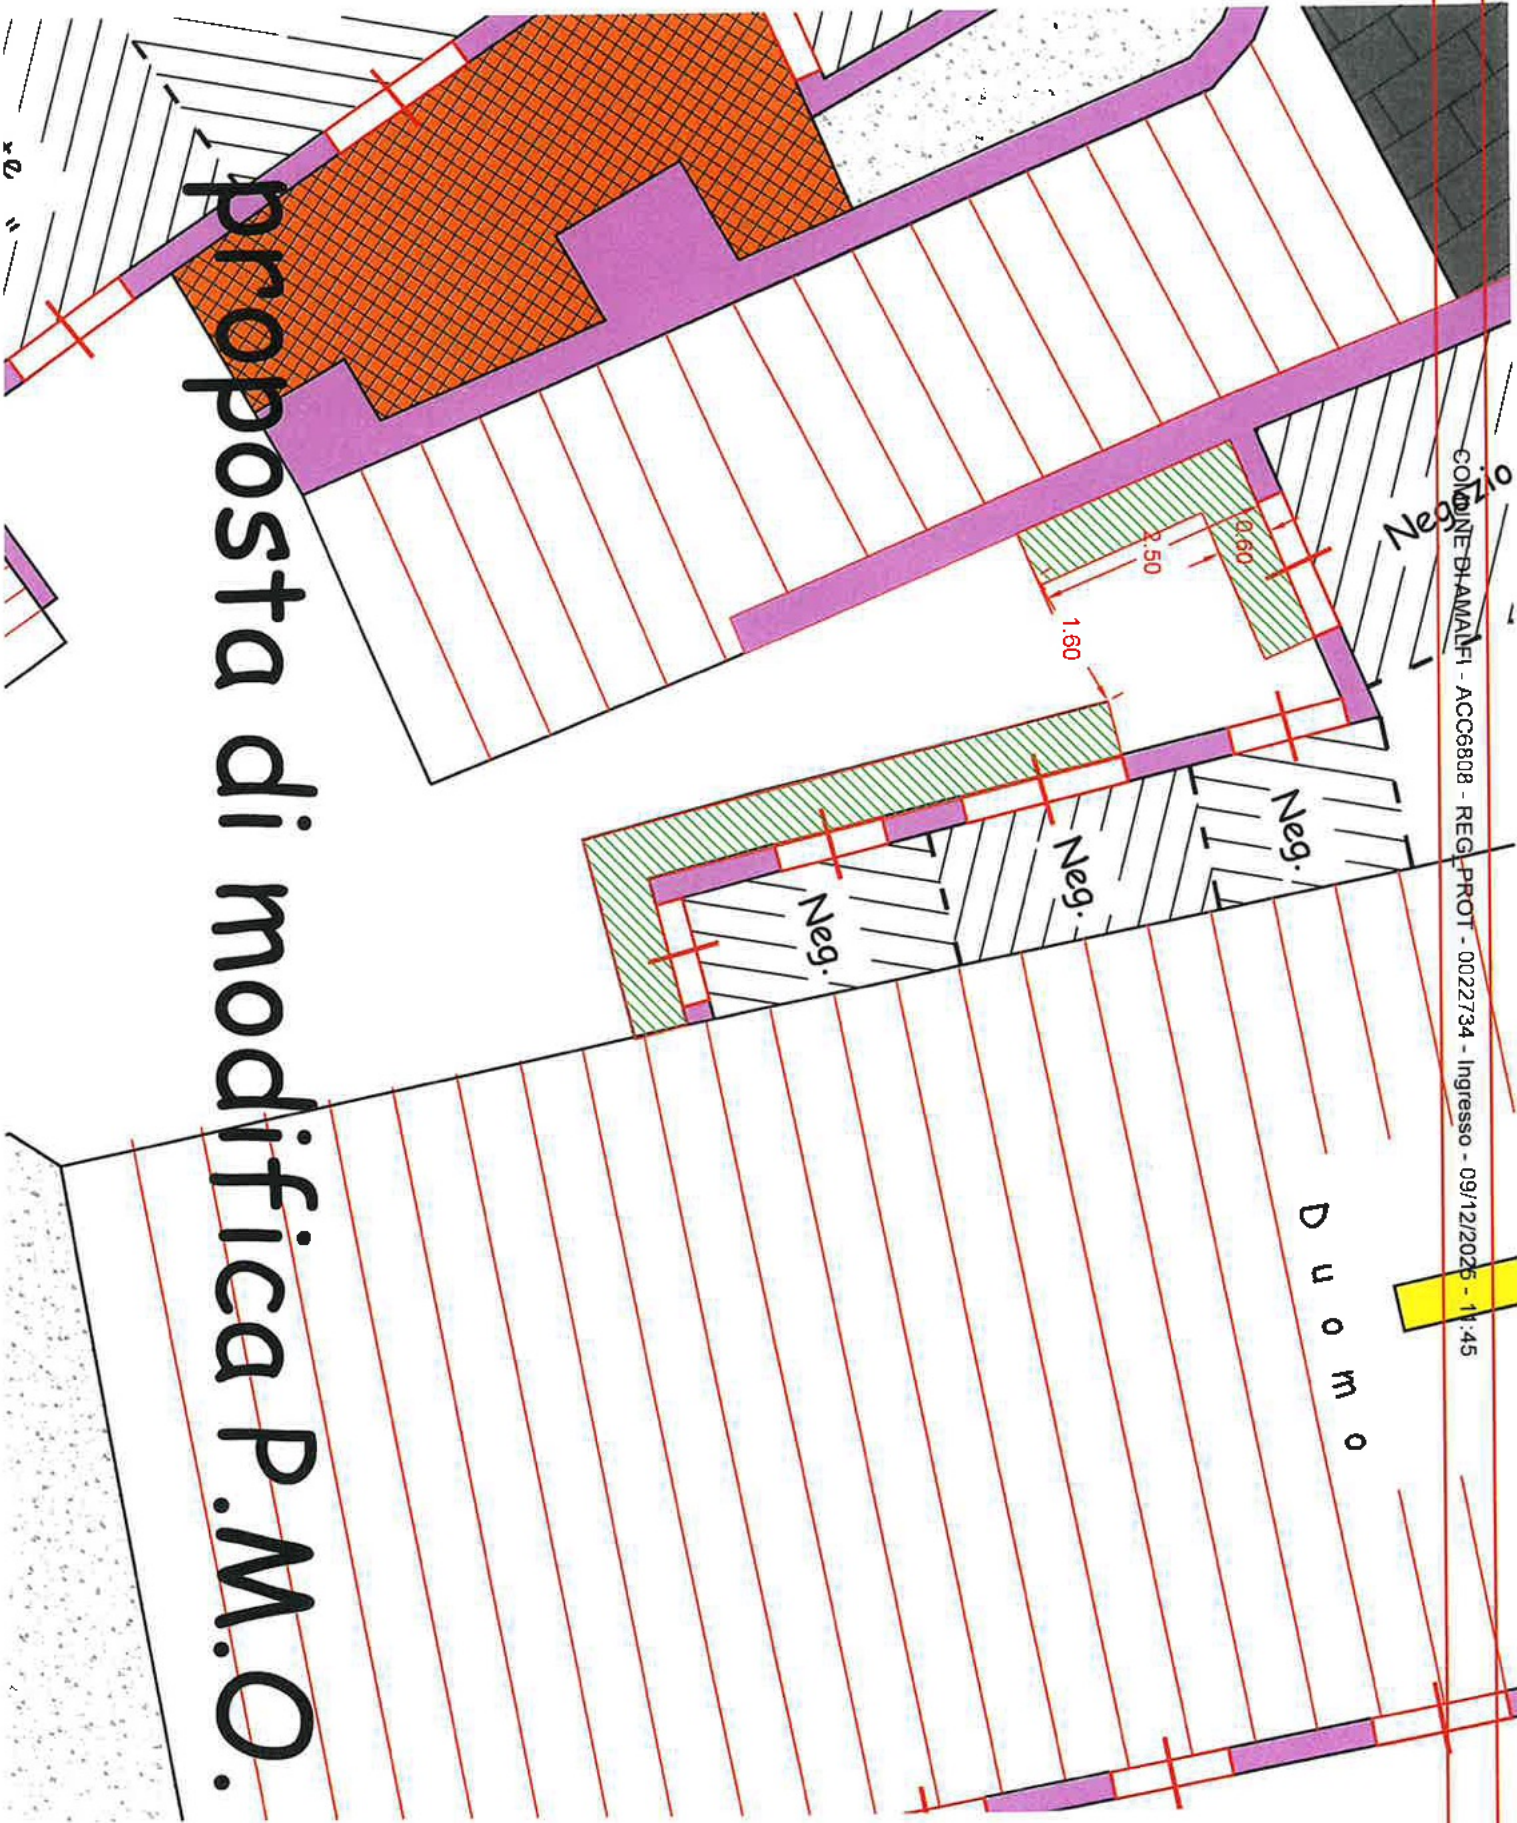 COMUNE DI AMALFI - ACC6808 - REG_PROT - 0022734 - Ingresso - 09/12/2025 - 11:45
Negozio
0.60
2.50
1.60
Neg.
Neg.
Neg.
Duomo
proposta di modifica P.M.O.